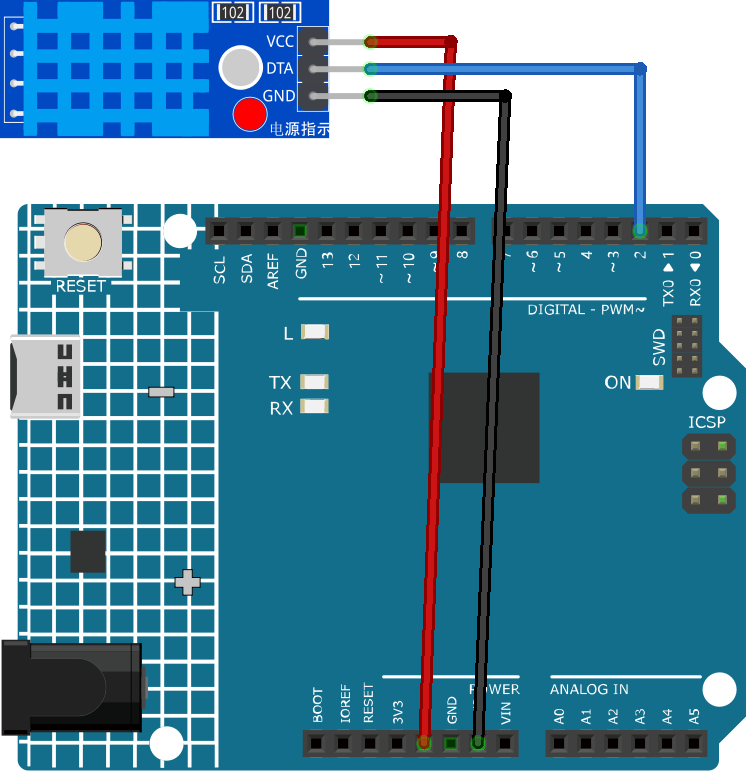 102 102
VCC
DTA
GND
电源指示
SCL SDA AREF GND 13 12 ~11 ~10 ~9 8 7 ~6 ~5 4 ~3 2 TX0 ▶ 1 RX0 ◀ 0
RESET
DIGITAL - PWM~
L
TX
RX
SWD
ON
ICSP
POWER ANALOG IN
BOOT IOREF RESET 3V3 GND VIN A0 A1 A2 A3 A4 A5